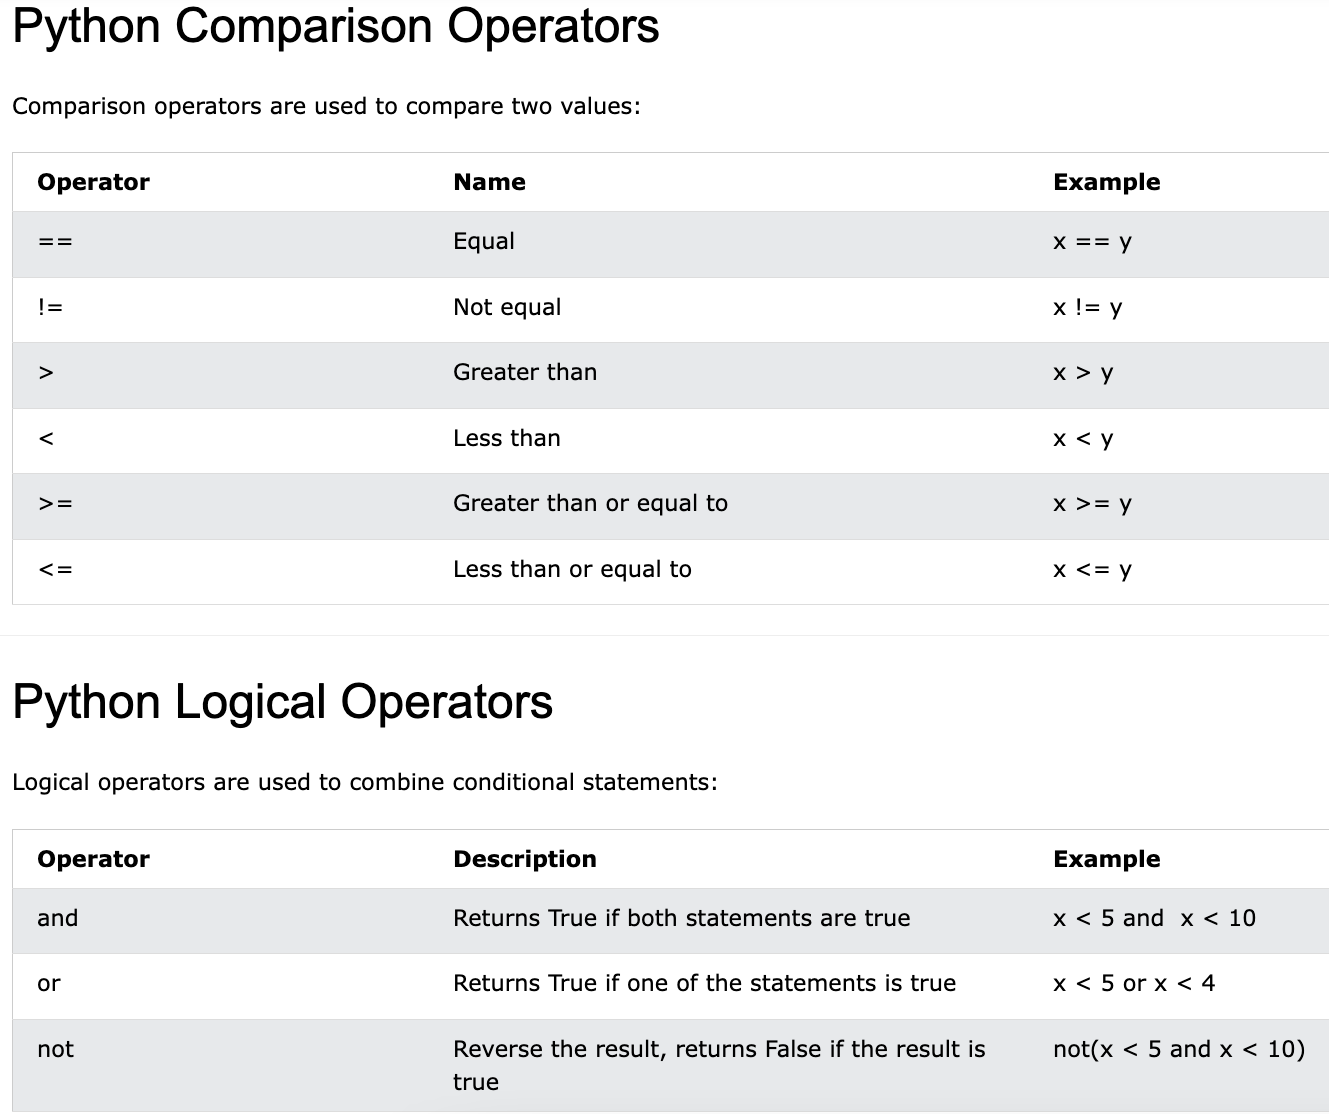 Python Comparison Operators
Comparison operators are used to compare two values:
Operator Name Example
== Equal x == y
!= Not equal x != y
> Greater than x > y
< Less than x < y
>= Greater than or equal to x >= y
<= Less than or equal to x <= y
Python Logical Operators
Logical operators are used to combine conditional statements:
Operator Description Example
and Returns True if both statements are true x < 5 and  x < 10
or Returns True if one of the statements is true x < 5 or x < 4
not Reverse the result, returns False if the result is not(x < 5 and x < 10)
true